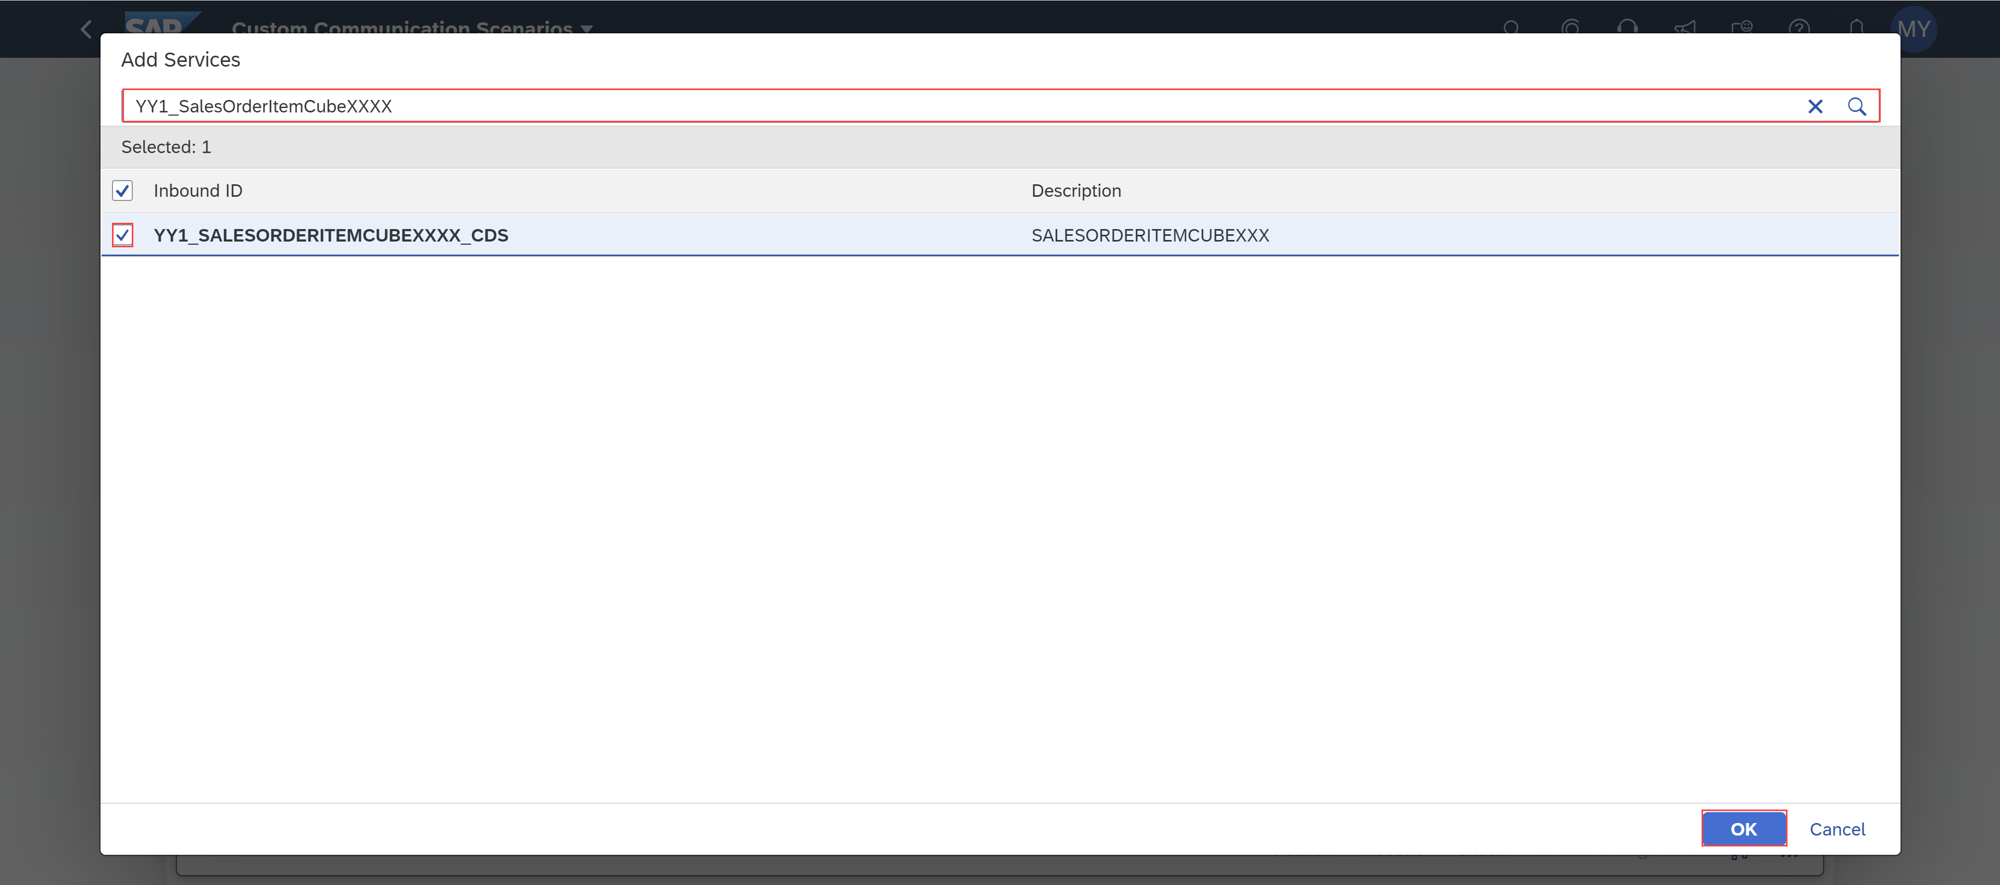 SAP Custom Communication Scenarios MY
Add Services
YY1_SalesOrderItemCubeXXXX
Selected: 1
Inbound ID Description
YY1_SALESORDERITEMCUBEXXXX_CDS SALESORDERITEMCUBEXXX
OK Cancel